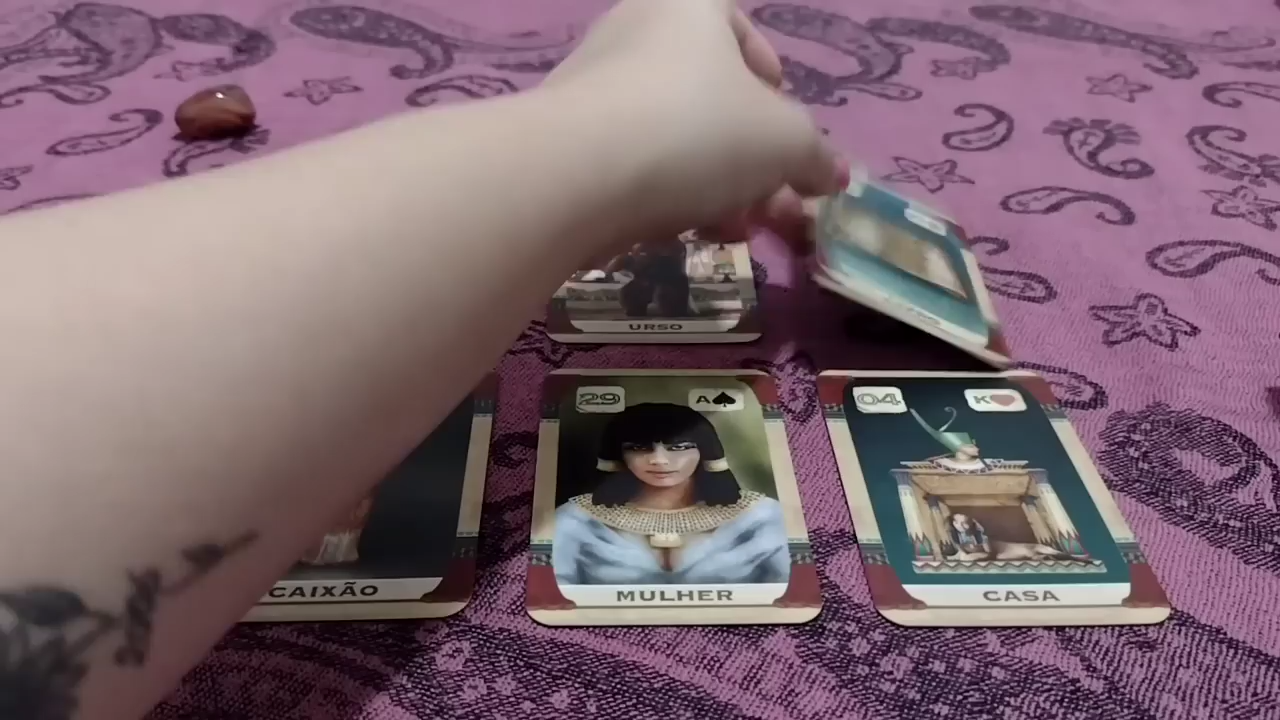 URSO
29 A♠
04 K♥
CAIXÃO
MULHER
CASA